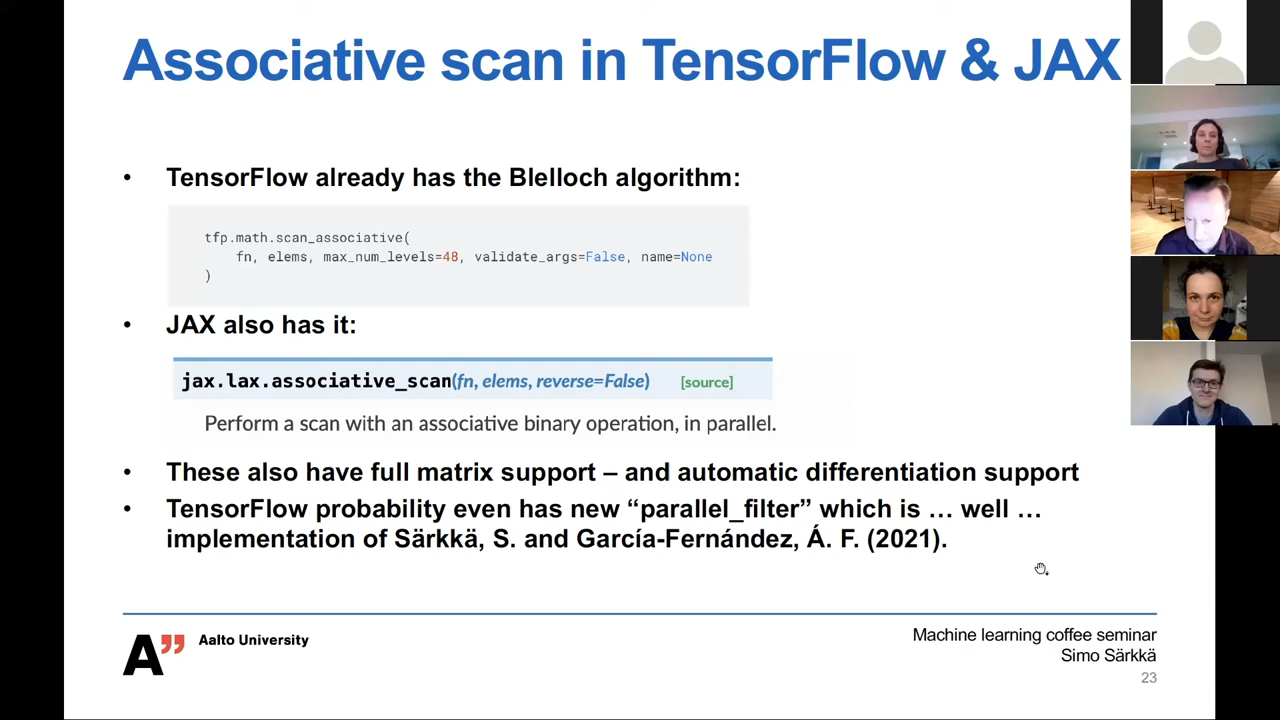 Associative scan in TensorFlow & JAX
• TensorFlow already has the Blelloch algorithm:
tfp.math.scan_associative(
fn, elems, max_num_levels=48, validate_args=False, name=None
)
• JAX also has it:
jax.lax.associative_scan(fn, elems, reverse=False) [source]
Perform a scan with an associative binary operation, in parallel.
• These also have full matrix support – and automatic differentiation support
• TensorFlow probability even has new “parallel_filter” which is … well …
implementation of Särkkä, S. and García-Fernández, Á. F. (2021).
A”
Aalto University
Machine learning coffee seminar
Simo Särkkä
23